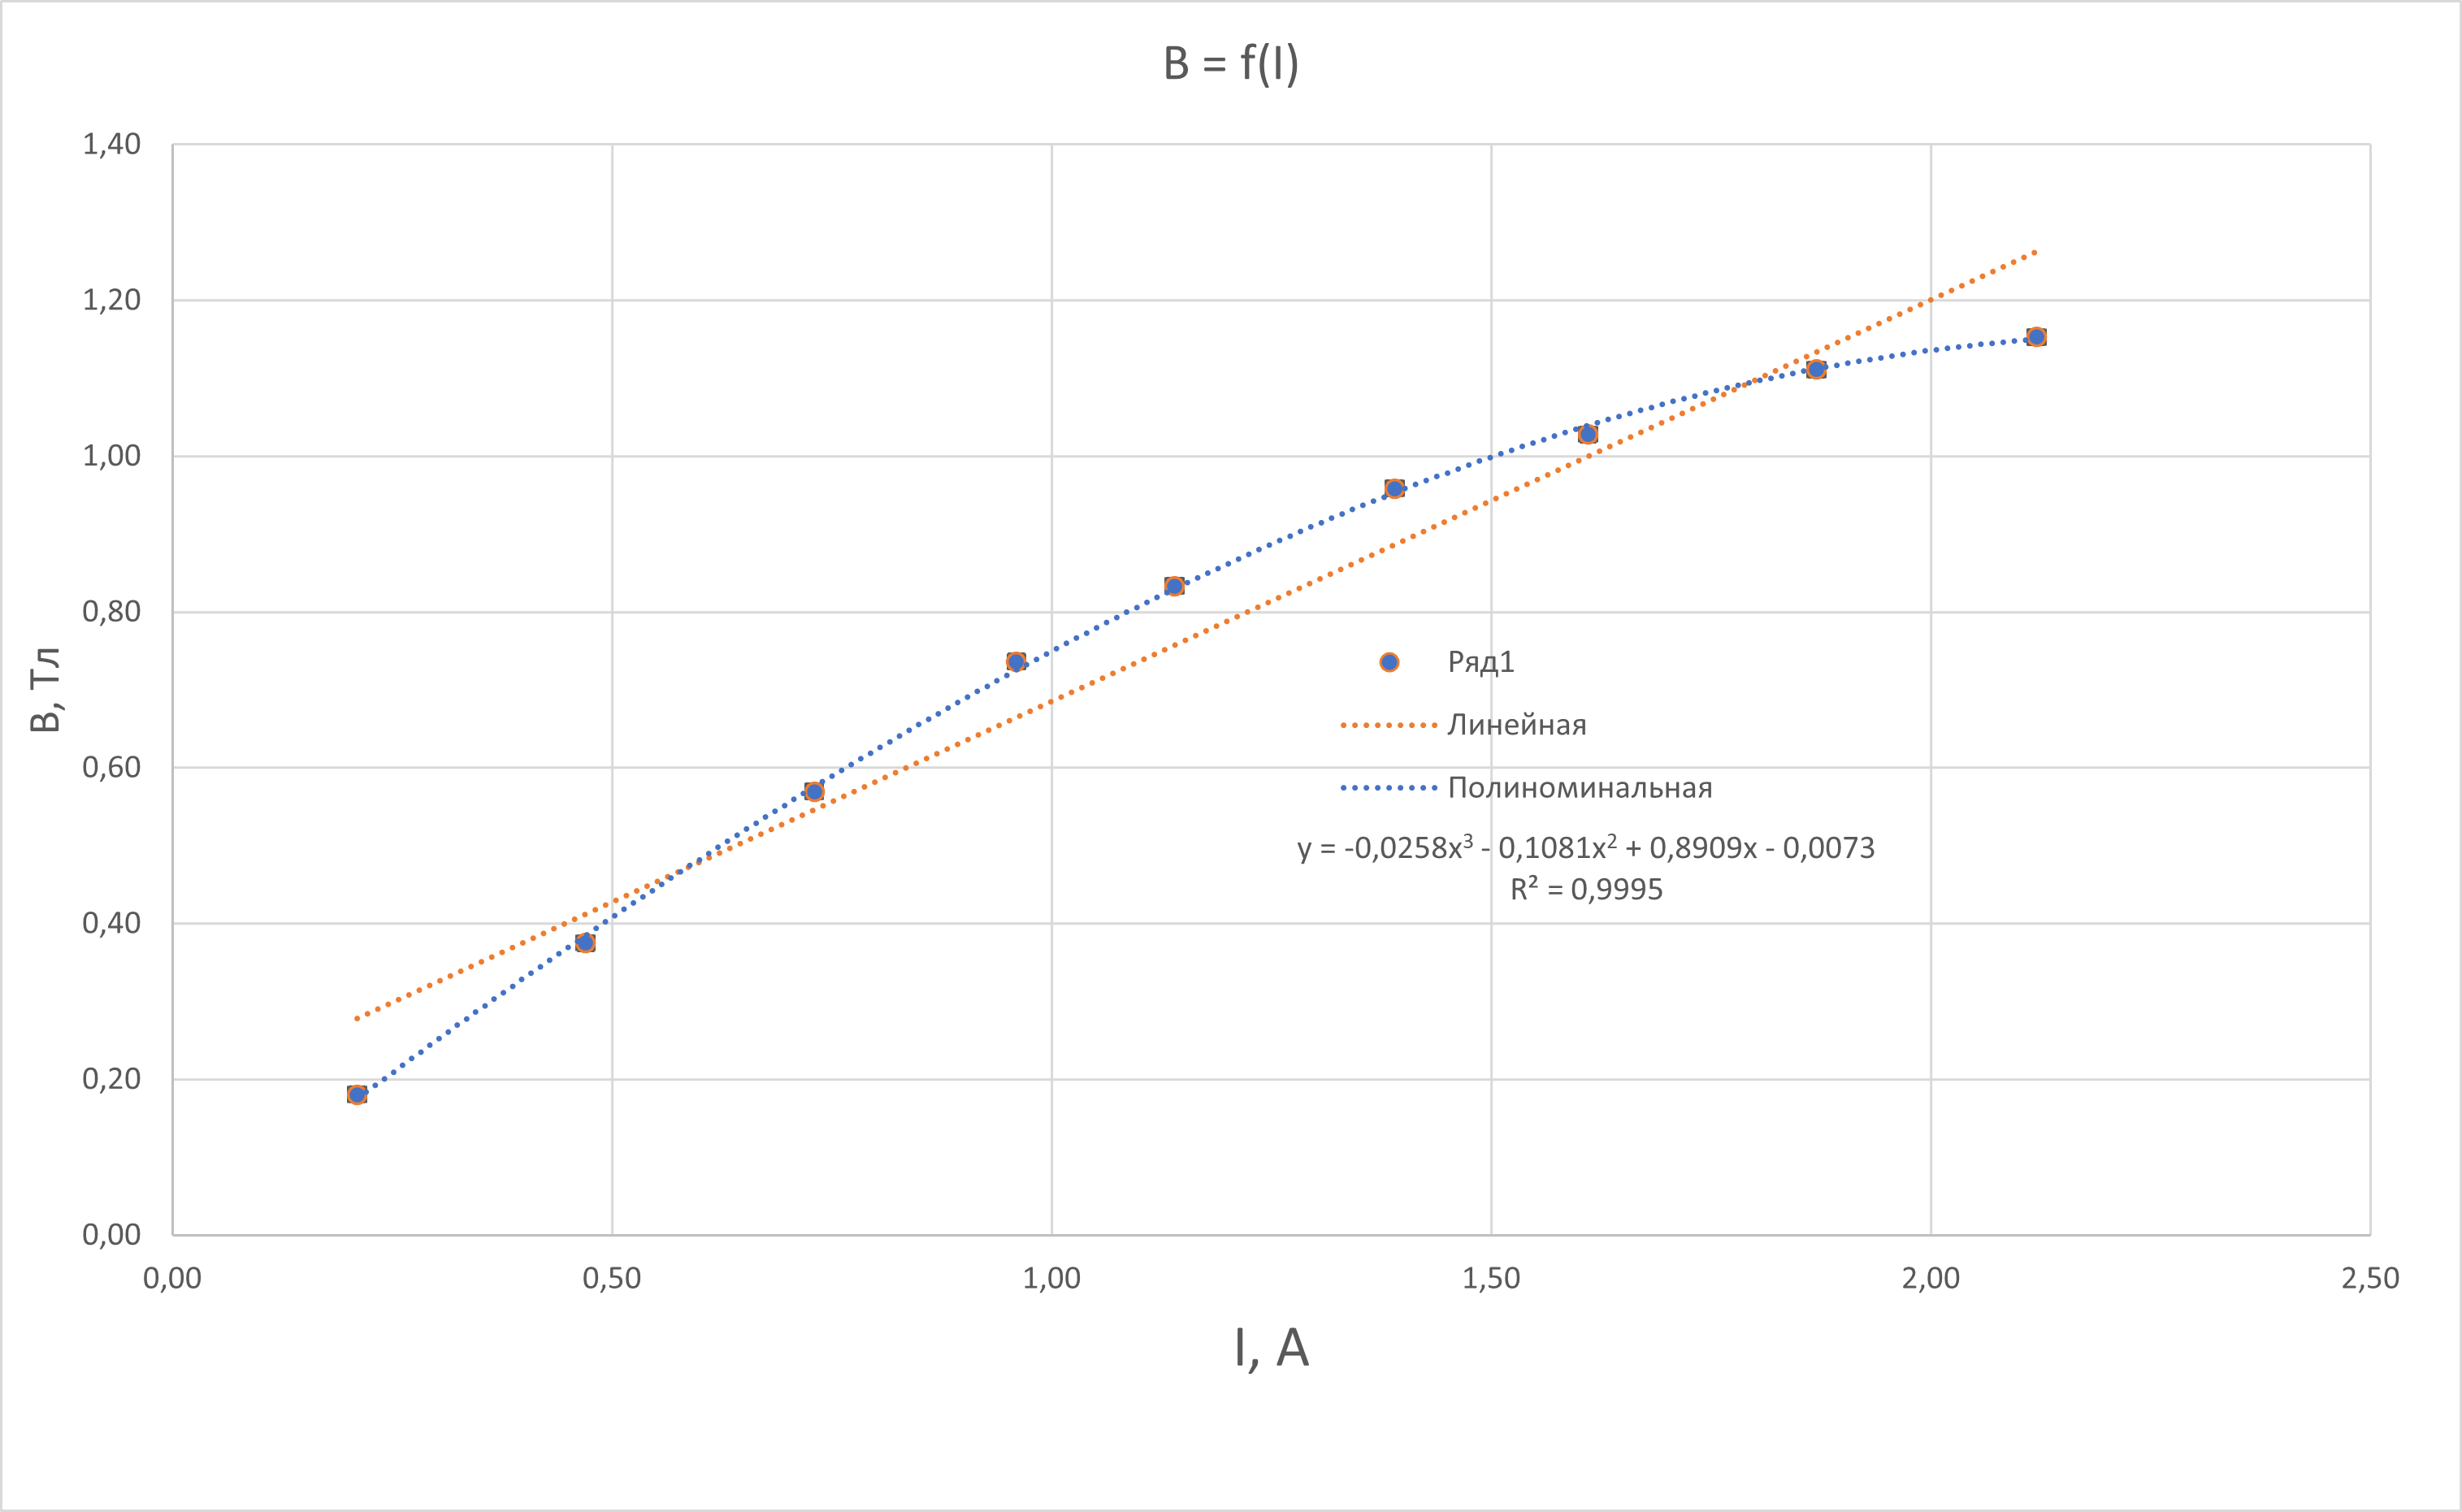 B = f(I)
1,40
1,20
1,00
0,80
0,60
0,40
0,20
0,00
B, Тл
0,00 0,50 1,00 1,50 2,00 2,50
I, A
Ряд1
Линейная
Полиноминальная
y = -0,0258x³ - 0,1081x² + 0,8909x - 0,0073
R² = 0,9995